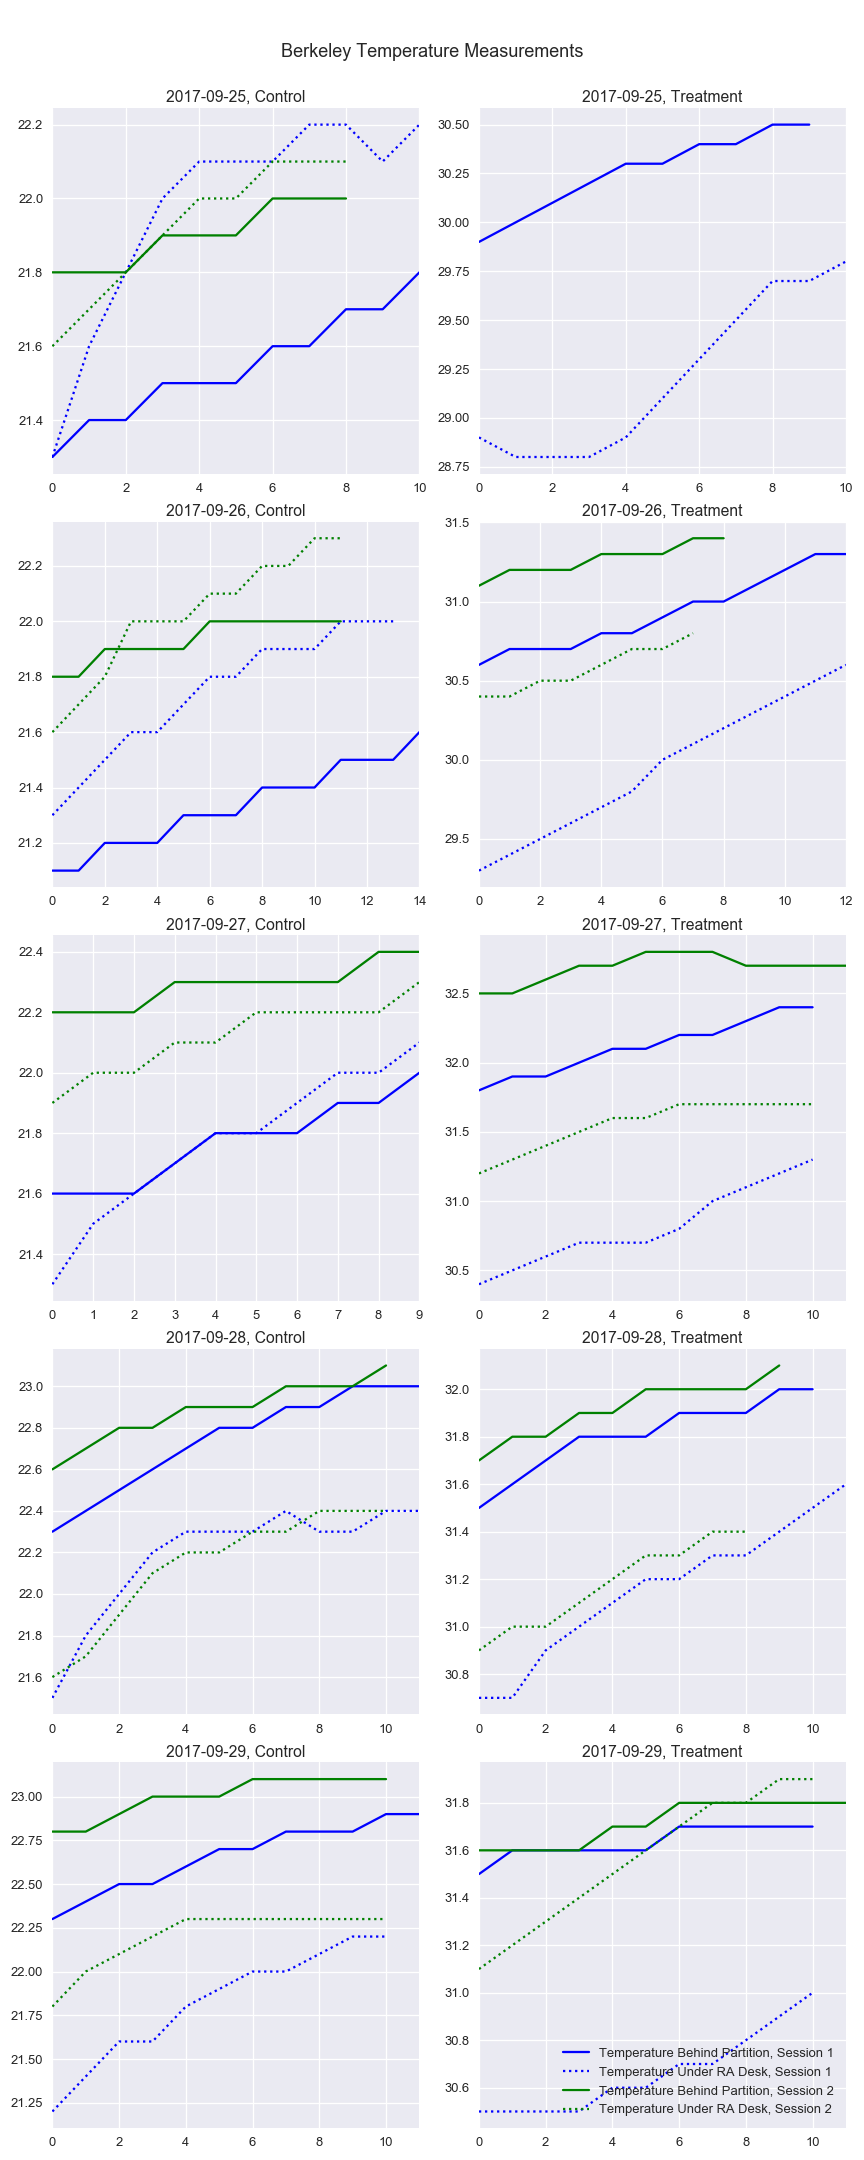 Berkeley Temperature Measurements
2017-09-25, Control
22.2
22.0
21.8
21.6
21.4
0 2 4 6 8 10
2017-09-25, Treatment
30.50
30.25
30.00
29.75
29.50
29.25
29.00
28.75
0 2 4 6 8 10
2017-09-26, Control
22.2
22.0
21.8
21.6
21.4
21.2
0 2 4 6 8 10 12 14
2017-09-26, Treatment
31.5
31.0
30.5
30.0
29.5
0 2 4 6 8 10 12
2017-09-27, Control
22.4
22.2
22.0
21.8
21.6
21.4
0 1 2 3 4 5 6 7 8 9
2017-09-27, Treatment
32.5
32.0
31.5
31.0
30.5
0 2 4 6 8 10
2017-09-28, Control
23.0
22.8
22.6
22.4
22.2
22.0
21.8
21.6
0 2 4 6 8 10
2017-09-28, Treatment
32.0
31.8
31.6
31.4
31.2
31.0
30.8
0 2 4 6 8 10
2017-09-29, Control
23.00
22.75
22.50
22.25
22.00
21.75
21.50
21.25
0 2 4 6 8 10
2017-09-29, Treatment
31.8
31.6
31.4
31.2
31.0
30.8
30.6
0 2 4 6 8 10
Temperature Behind Partition, Session 1
Temperature Under RA Desk, Session 1
Temperature Behind Partition, Session 2
Temperature Under RA Desk, Session 2